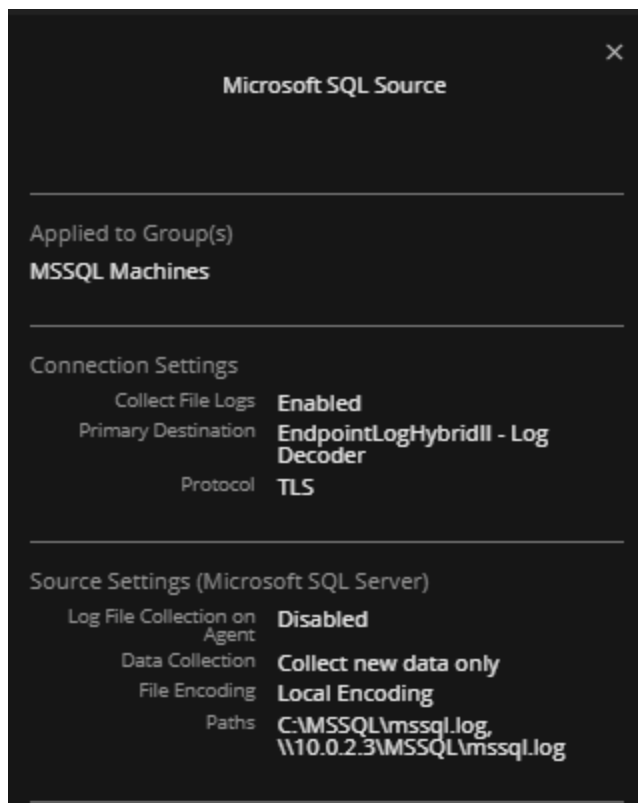 Microsoft SQL Source
Applied to Group(s)
MSSQL Machines
Connection Settings
Collect File Logs Enabled
Primary Destination EndpointLogHybridII - Log
Decoder
Protocol TLS
Source Settings (Microsoft SQL Server)
Log File Collection on
Agent Disabled
Data Collection Collect new data only
File Encoding Local Encoding
Paths C:\MSSQL\mssql.log,
\\10.0.2.3\MSSQL\mssql.log